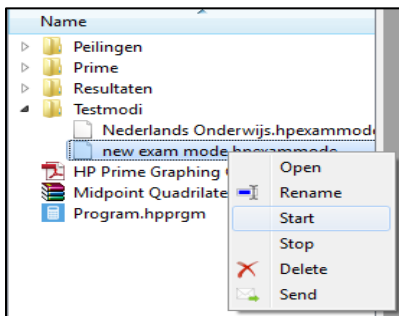 Name
Peilingen
Prime
Resultaten
Testmodi
Nederlands Onderwijs.hpexammod
new exam mode.hpexammode
HP Prime Graphing
Midpoint Quadrilate
Program.hpprgm
Open
Rename
Start
Stop
Delete
Send